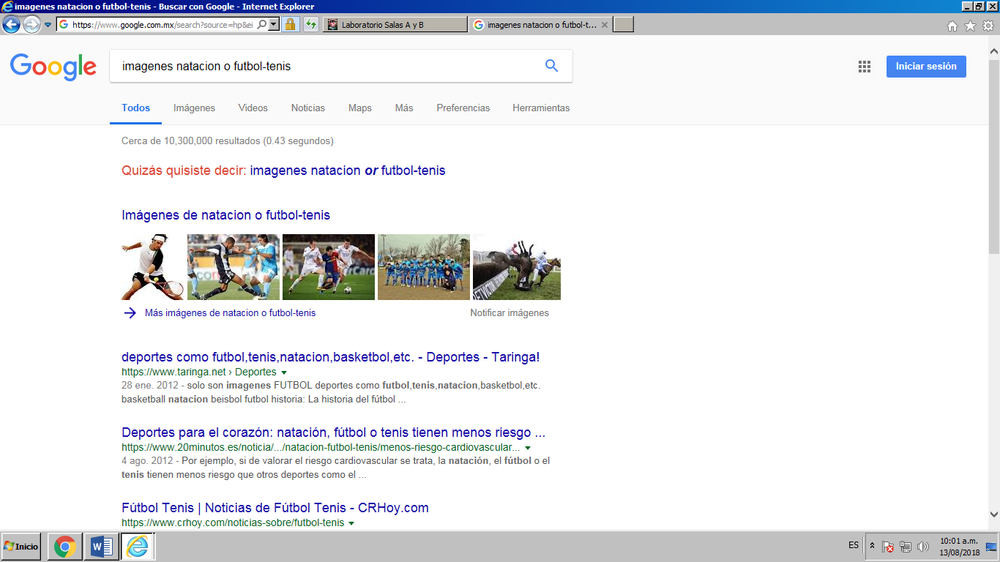 imagenes natacion o futbol-tenis - Buscar con Google - Internet Explorer
https://www.google.com.mx/search?source=hp&ei
Laboratorio Salas A y B
imagenes natacion o futbol-t...
Google
imagenes natacion o futbol-tenis
Iniciar sesión
Todos Imágenes Videos Noticias Maps Más Preferencias Herramientas
Cerca de 10,300,000 resultados (0.43 segundos)
Quizás quisiste decir: imagenes natacion or futbol-tenis
Imágenes de natacion o futbol-tenis
Más imágenes de natacion o futbol-tenis Notificar imágenes
deportes como futbol,tenis,natacion,basketbol,etc. - Deportes - Taringa!
https://www.taringa.net › Deportes
28 ene. 2012 - solo son imagenes FUTBOL deportes como futbol,tenis,natacion,basketbol,etc.
basketball natacion beisbol futbol historia: La historia del fútbol ...
Deportes para el corazón: natación, fútbol o tenis tienen menos riesgo ...
https://www.20minutos.es/noticia/.../natacion-futbol-tenis/menos-riesgo-cardiovascular...
4 ago. 2012 - Por ejemplo, si de valorar el riesgo cardiovascular se trata, la natación, el fútbol o el
tenis tienen menos riesgo que otros deportes como el ...
Fútbol Tenis | Noticias de Fútbol Tenis - CRHoy.com
https://www.crhoy.com/noticias-sobre/futbol-tenis
Inicio
ES
10:01 a.m.
13/08/2018